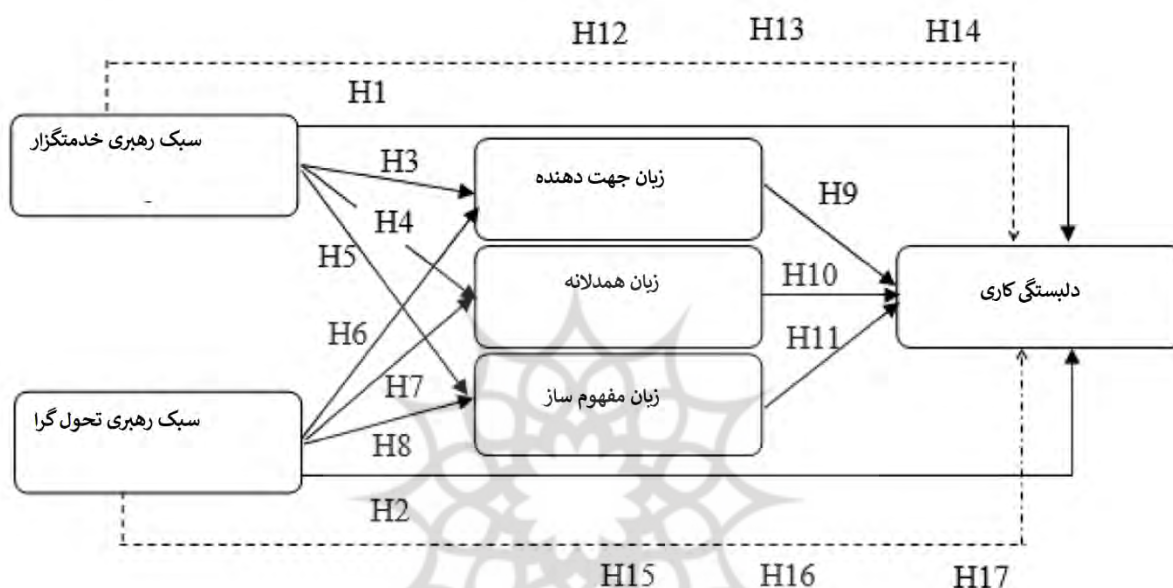 H12 H13 H14
H1
سبک رهبری خدمتگزار
زبان جهت دهنده
H3
H9
H4
H5
زبان همدلانه
H10
دلبستگی کاری
H6
H11
H7
زبان مفهوم ساز
سبک رهبری تحول گرا
H8
H2
H15 H16 H17